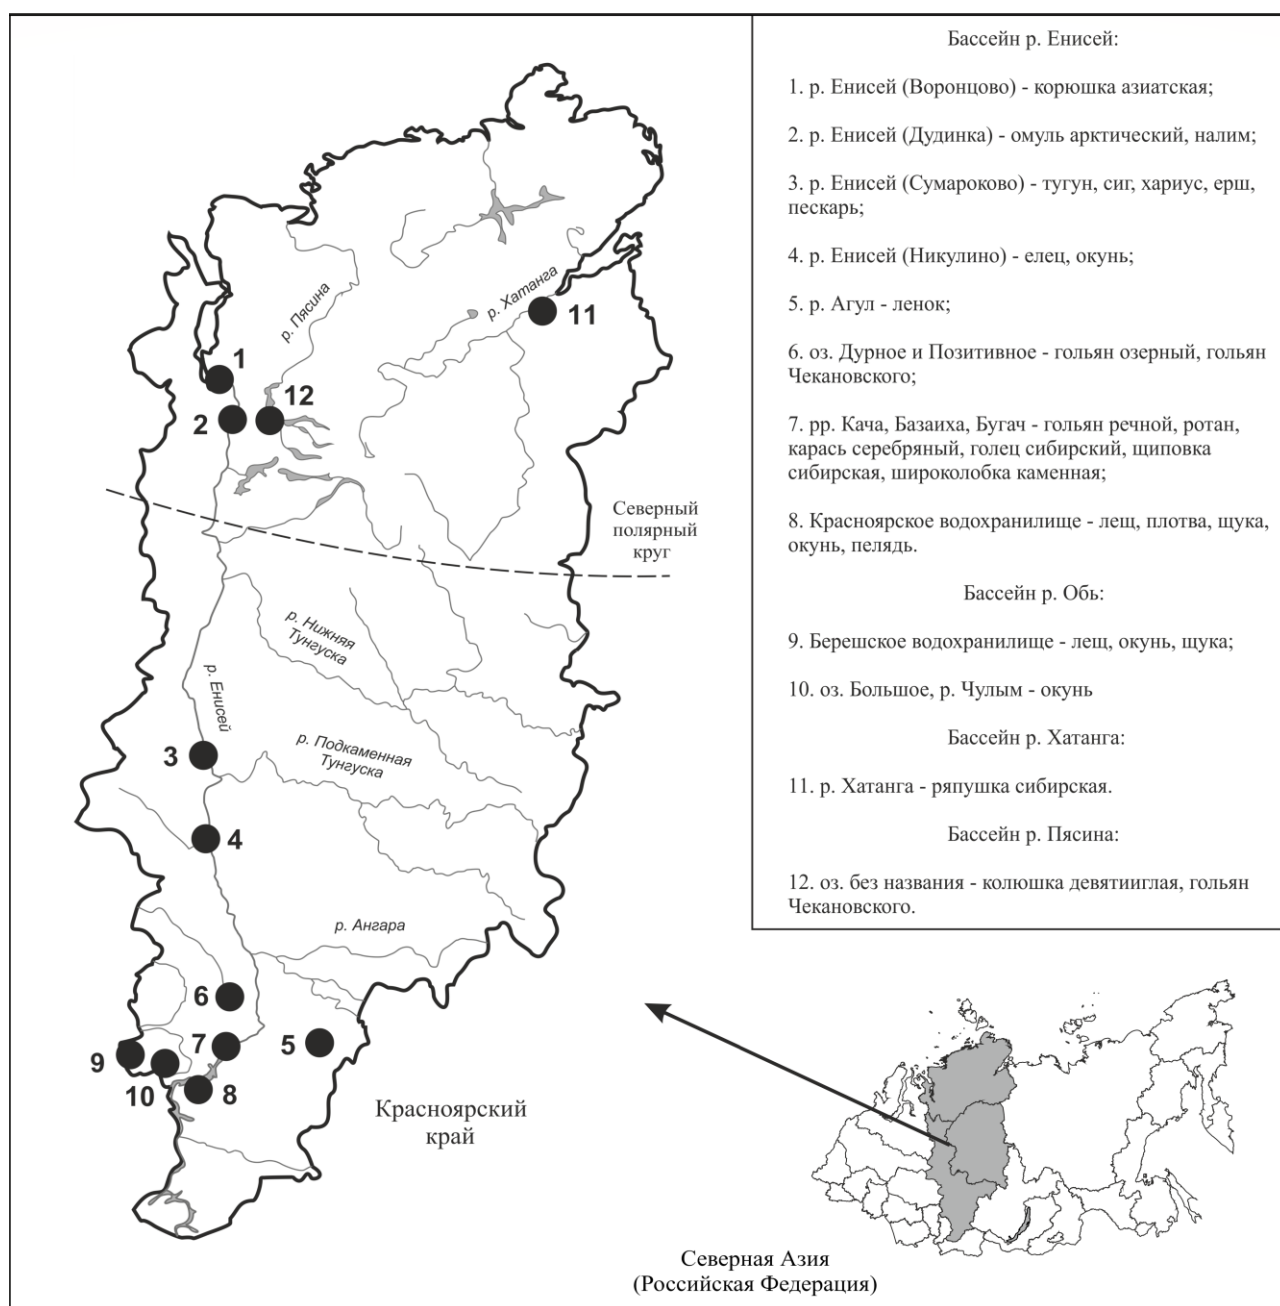 р. Пясина
р. Хатанга
11
1
12
2
Северный
полярный
круг
р. Нижняя
Тунгуска
р. Енисей
р. Подкаменная
Тунгуска
3
4
р. Ангара
6
7
5
9
10
8
Красноярский
край
Бассейн р. Енисей:
1. р. Енисей (Воронцово) - корюшка азиатская;
2. р. Енисей (Дудинка) - омуль арктический, налим;
3. р. Енисей (Сумароково) - тугун, сиг, хариус, ерш,
пескарь;
4. р. Енисей (Никулино) - елец, окунь;
5. р. Агул - ленок;
6. оз. Дурное и Позитивное - гольян озерный, гольян
Чекановского;
7. рр. Кача, Базаиха, Бугач - гольян речной, ротан,
карась серебряный, голец сибирский, щиповка
сибирская, широколобка каменная;
8. Красноярское водохранилище - лещ, плотва, щука,
окунь, пелядь.
Бассейн р. Обь:
9. Берешское водохранилище - лещ, окунь, щука;
10. оз. Большое, р. Чулым - окунь
Бассейн р. Хатанга:
11. р. Хатанга - ряпушка сибирская.
Бассейн р. Пясина:
12. оз. без названия - колюшка девятииглая, гольян
Чекановского.
Северная Азия
(Российская Федерация)